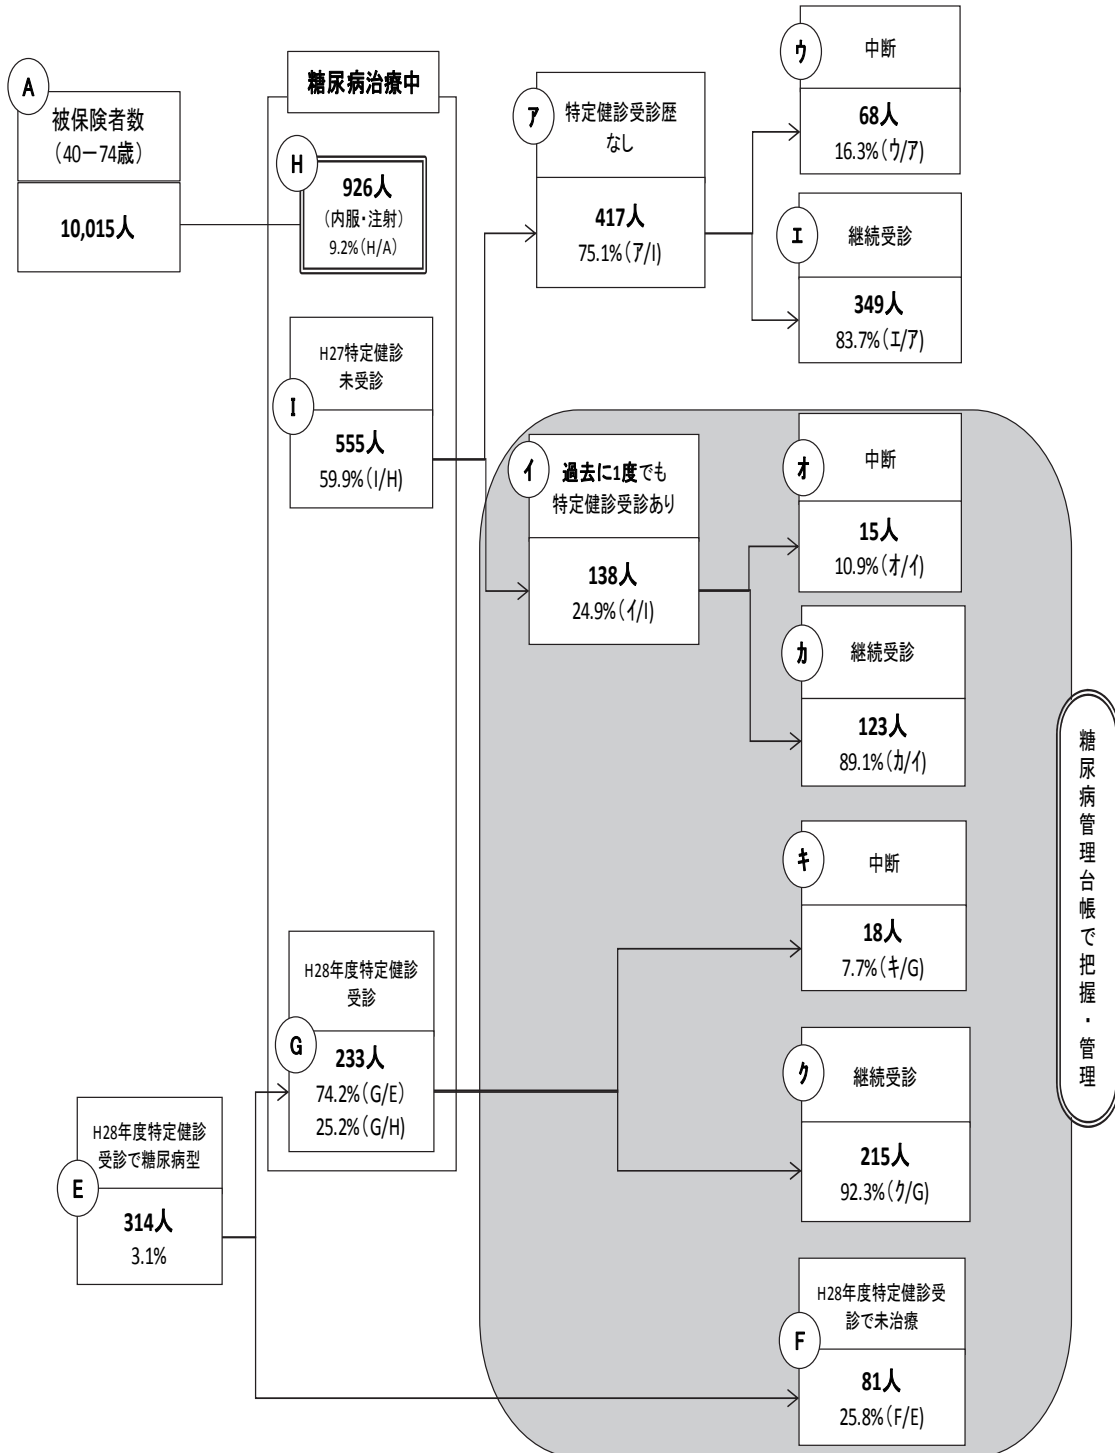 A
被保険者数
（40－74歳）
10,015人
糖尿病治療中
H
926人
（内服・注射）
9.2%（H/A）
I
H27特定健診
未受診
555人
59.9%（I/H）
ア
特定健診受診歴
なし
417人
75.1%（ア/I）
ウ
中断
68人
16.3%（ウ/ア）
エ
継続受診
349人
83.7%（エ/ア）
イ
過去に1度でも
特定健診受診あり
138人
24.9%（イ/I）
オ
中断
15人
10.9%（オ/イ）
カ
継続受診
123人
89.1%（カ/イ）
糖尿病管理台帳で把握・管理
キ
中断
18人
7.7%（キ/G）
G
H28年度特定健診
受診
233人
74.2%（G/E）
25.2%（G/H）
ク
継続受診
215人
92.3%（ク/G）
E
H28年度特定健診
受診で糖尿病型
314人
3.1%
F
H28年度特定健診受
診で未治療
81人
25.8%（F/E）